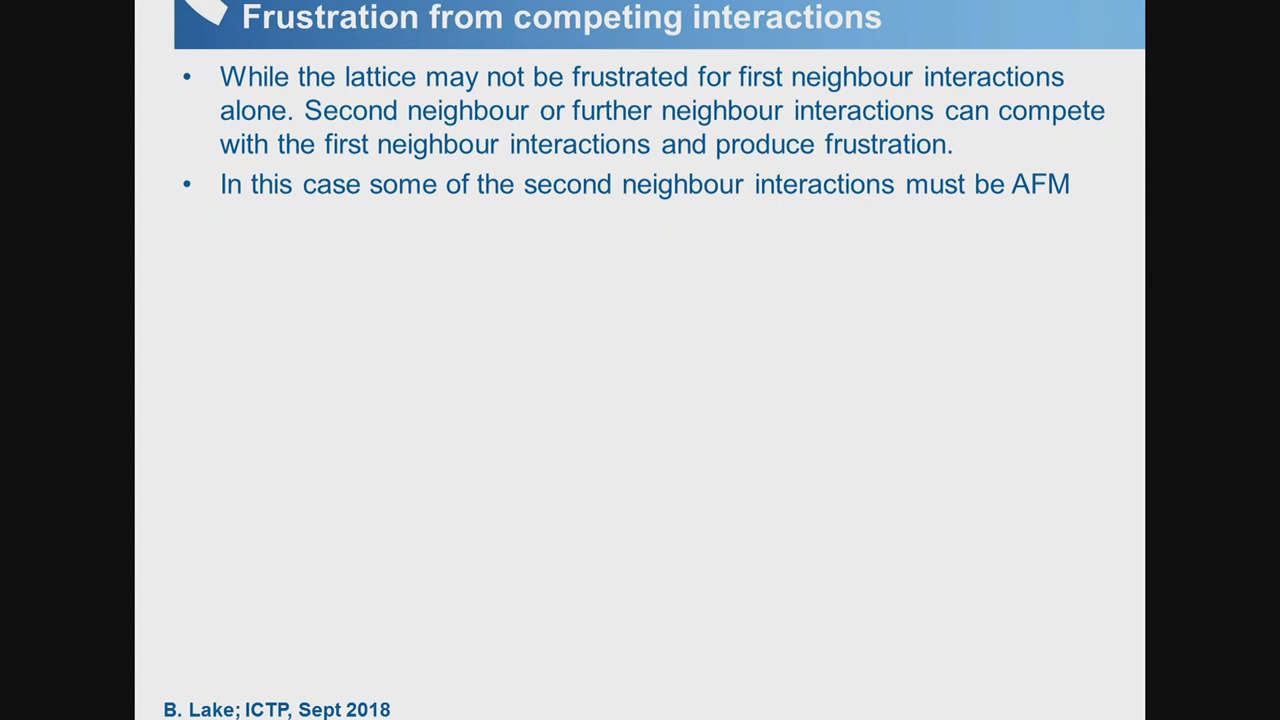 Frustration from competing interactions
• While the lattice may not be frustrated for first neighbour interactions
alone. Second neighbour or further neighbour interactions can compete
with the first neighbour interactions and produce frustration.
• In this case some of the second neighbour interactions must be AFM
B. Lake; ICTP, Sept 2018